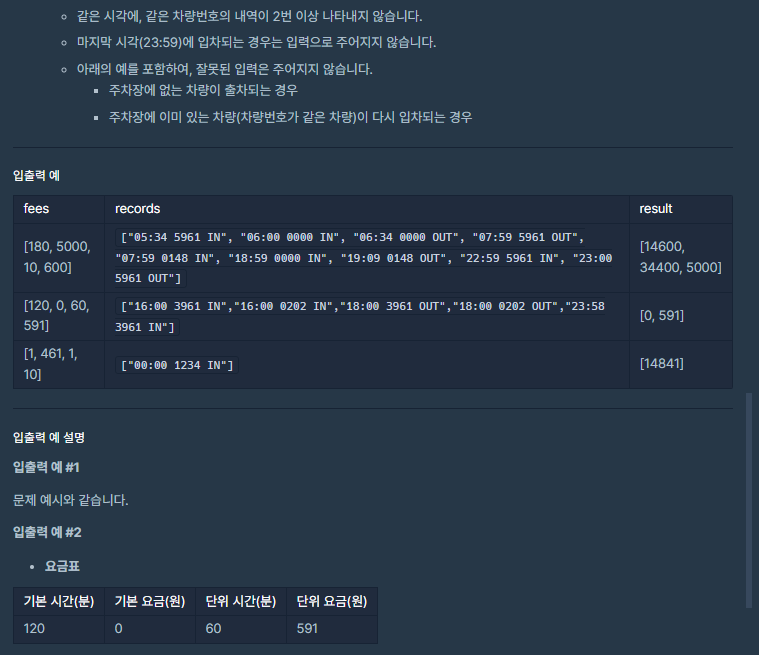 같은 시각에, 같은 차량번호의 내역이 2번 이상 나타내지 않습니다.
마지막 시각(23:59)에 입차되는 경우는 입력으로 주어지지 않습니다.
아래의 예를 포함하여, 잘못된 입력은 주어지지 않습니다.
주차장에 없는 차량이 출차되는 경우
주차장에 이미 있는 차량(차량번호가 같은 차량)이 다시 입차되는 경우
입출력 예
fees records result
[180, 5000, 10, 600]
["05:34 5961 IN", "06:00 0000 IN", "06:34 0000 OUT", "07:59 5961 OUT",
"07:59 0148 IN", "18:59 0000 IN", "19:09 0148 OUT", "22:59 5961 IN", "23:00
5961 OUT"]
[14600, 34400, 5000]
[120, 0, 60, 591]
["16:00 3961 IN","16:00 0202 IN","18:00 3961 OUT","18:00 0202 OUT","23:58
3961 IN"]
[0, 591]
[1, 461, 1, 10]
["00:00 1234 IN"]
[14841]
입출력 예 설명
입출력 예 #1
문제 예시와 같습니다.
입출력 예 #2
요금표
기본 시간(분) 기본 요금(원) 단위 시간(분) 단위 요금(원)
120 0 60 591